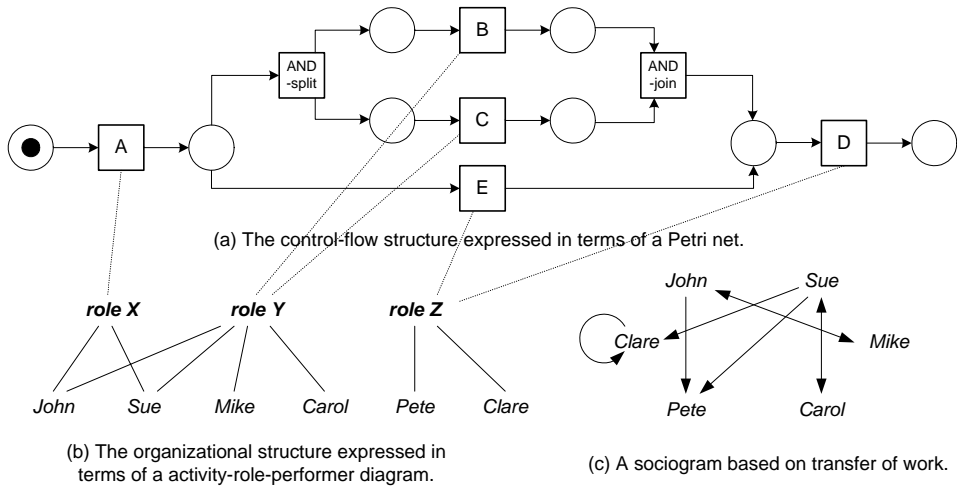 B
AND
-split
AND
-join
A
C
D
E
(a) The control-flow structure expressed in terms of a Petri net.
role X
role Y
role Z
John
Sue
Mike
Carol
Pete
Clare
(b) The organizational structure expressed in
terms of a activity-role-performer diagram.
John
Sue
Clare
Mike
Pete
Carol
(c) A sociogram based on transfer of work.